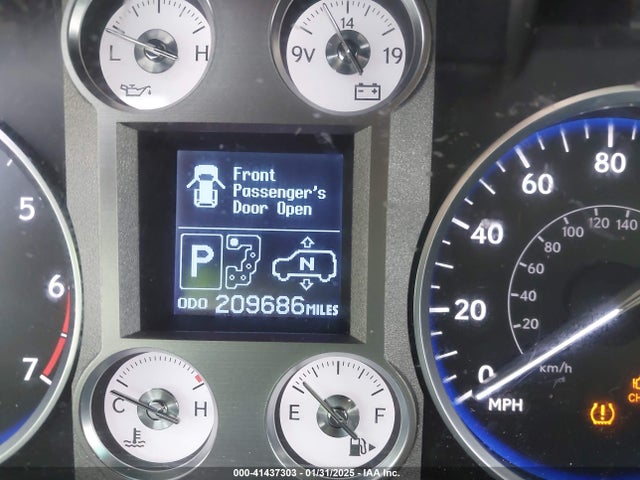 L H
9V 14 19
Front
Passenger's
Door Open
P
N
ODO 209686 MILES
5
6
7
C H
E F
80
60
40
20
0
MPH
140
120
100
80
60
40
20
km/h
CH
000-41437303 - 01/31/2025 - IAA Inc.